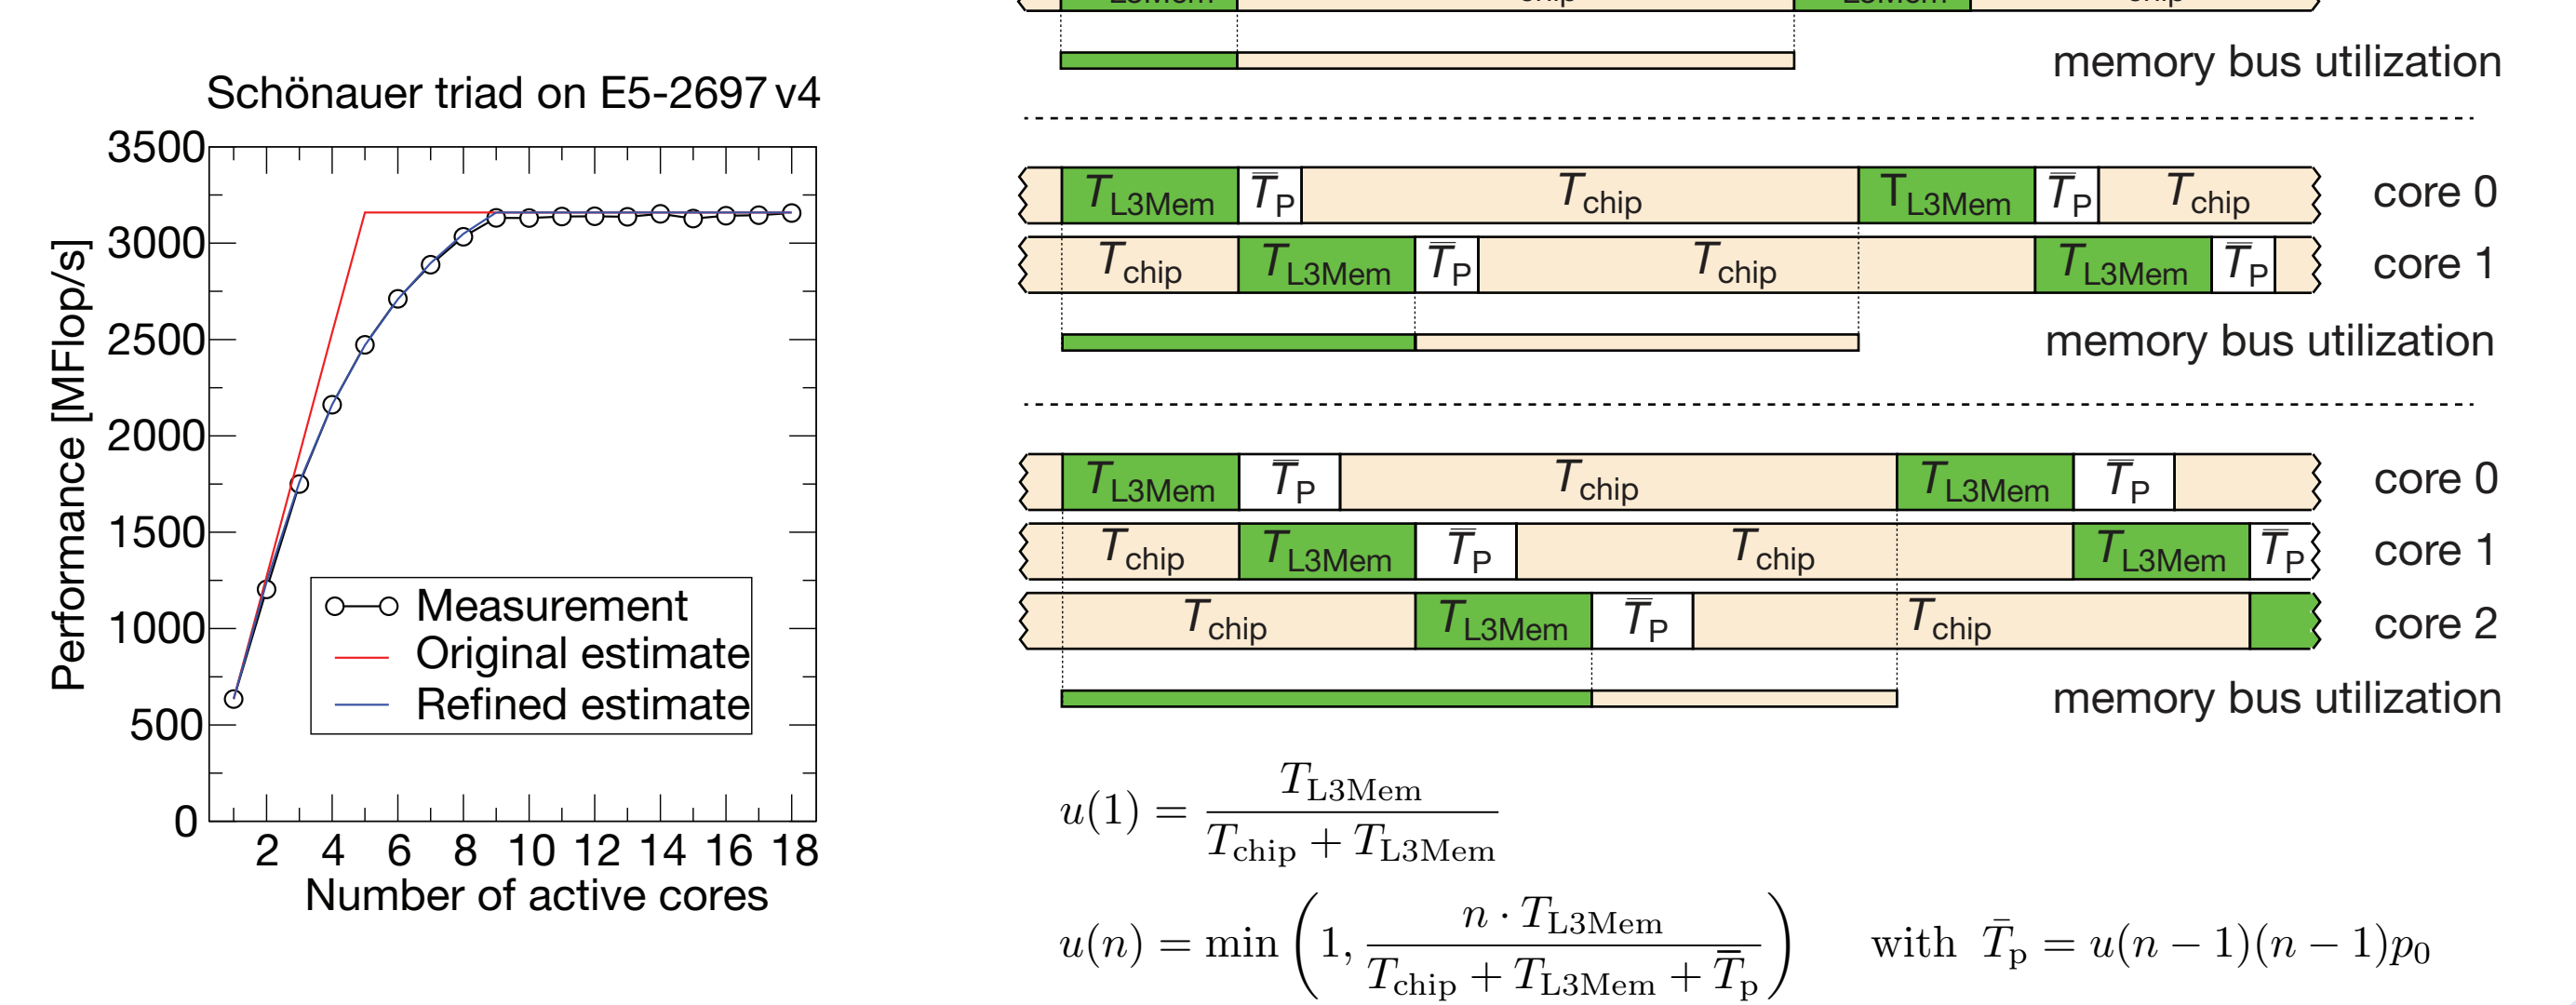 L3Mem chip L3Mem chip
memory bus utilization
Schönauer triad on E5-2697 v4
3500
3000
2500
2000
1500
1000
500
0
Performance [MFlop/s]
Measurement
Original estimate
Refined estimate
2 4 6 8 10 12 14 16 18
Number of active cores
T_L3Mem T̿_P T_chip T_L3Mem T̿_P T_chip core 0
T_chip T_L3Mem T̿_P T_chip T_L3Mem T̿_P core 1
memory bus utilization
T_L3Mem T̿_P T_chip T_L3Mem T̿_P core 0
T_chip T_L3Mem T̿_P T_chip T_L3Mem T̿_P core 1
T_chip T_L3Mem T̿_P T_chip core 2
memory bus utilization
u(1) = T_L3Mem / (T_chip + T_L3Mem)
u(n) = min(1, n · T_L3Mem / (T_chip + T_L3Mem + T̿_p)) with T̄_p = u(n − 1)(n − 1)p_0